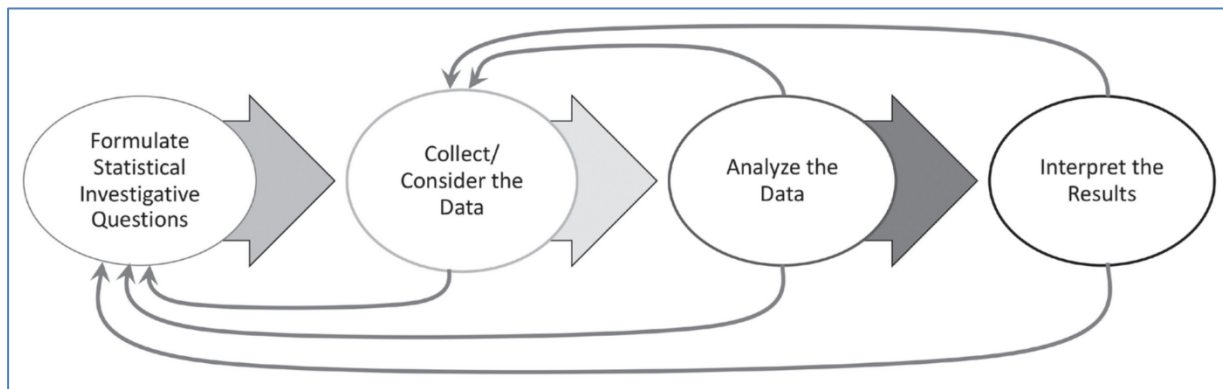 Formulate
Statistical
Investigative
Questions
Collect/
Consider the
Data
Analyze the
Data
Interpret the
Results